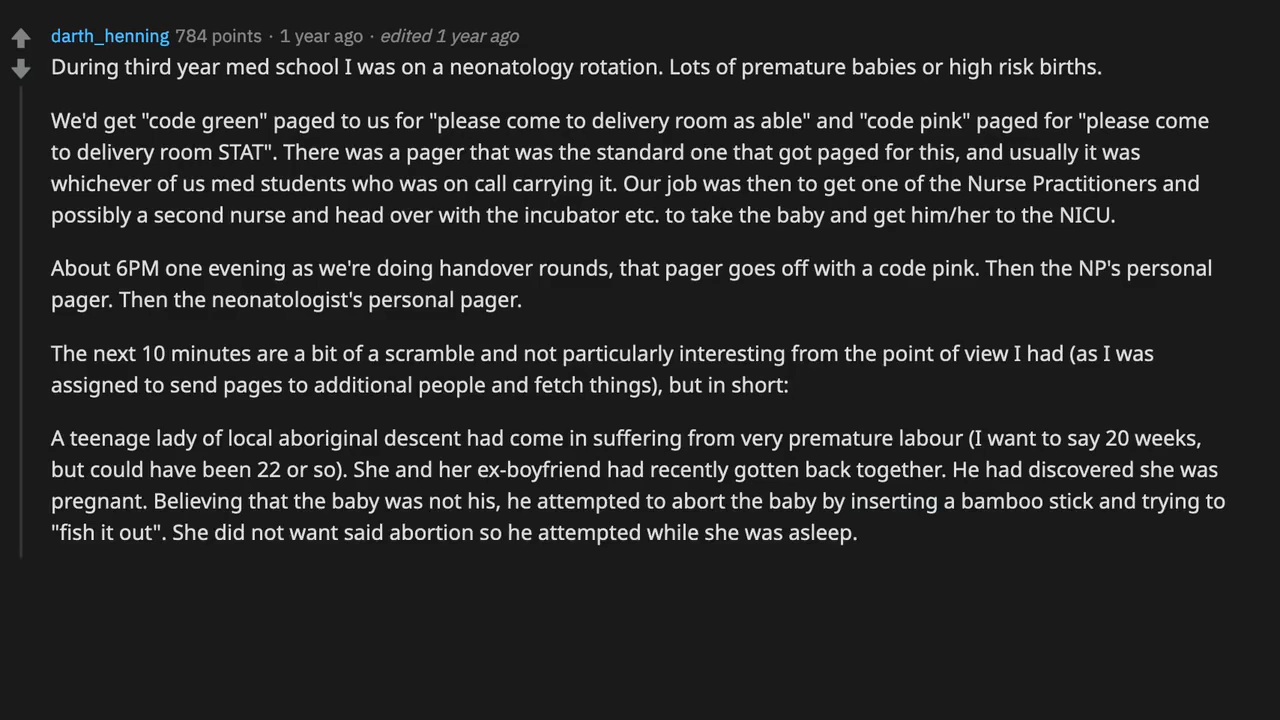 darth_henning 784 points · 1 year ago · edited 1 year ago
During third year med school I was on a neonatology rotation. Lots of premature babies or high risk births.
We'd get "code green" paged to us for "please come to delivery room as able" and "code pink" paged for "please come
to delivery room STAT". There was a pager that was the standard one that got paged for this, and usually it was
whichever of us med students who was on call carrying it. Our job was then to get one of the Nurse Practitioners and
possibly a second nurse and head over with the incubator etc. to take the baby and get him/her to the NICU.
About 6PM one evening as we're doing handover rounds, that pager goes off with a code pink. Then the NP's personal
pager. Then the neonatologist's personal pager.
The next 10 minutes are a bit of a scramble and not particularly interesting from the point of view I had (as I was
assigned to send pages to additional people and fetch things), but in short:
A teenage lady of local aboriginal descent had come in suffering from very premature labour (I want to say 20 weeks,
but could have been 22 or so). She and her ex-boyfriend had recently gotten back together. He had discovered she was
pregnant. Believing that the baby was not his, he attempted to abort the baby by inserting a bamboo stick and trying to
"fish it out". She did not want said abortion so he attempted while she was asleep.